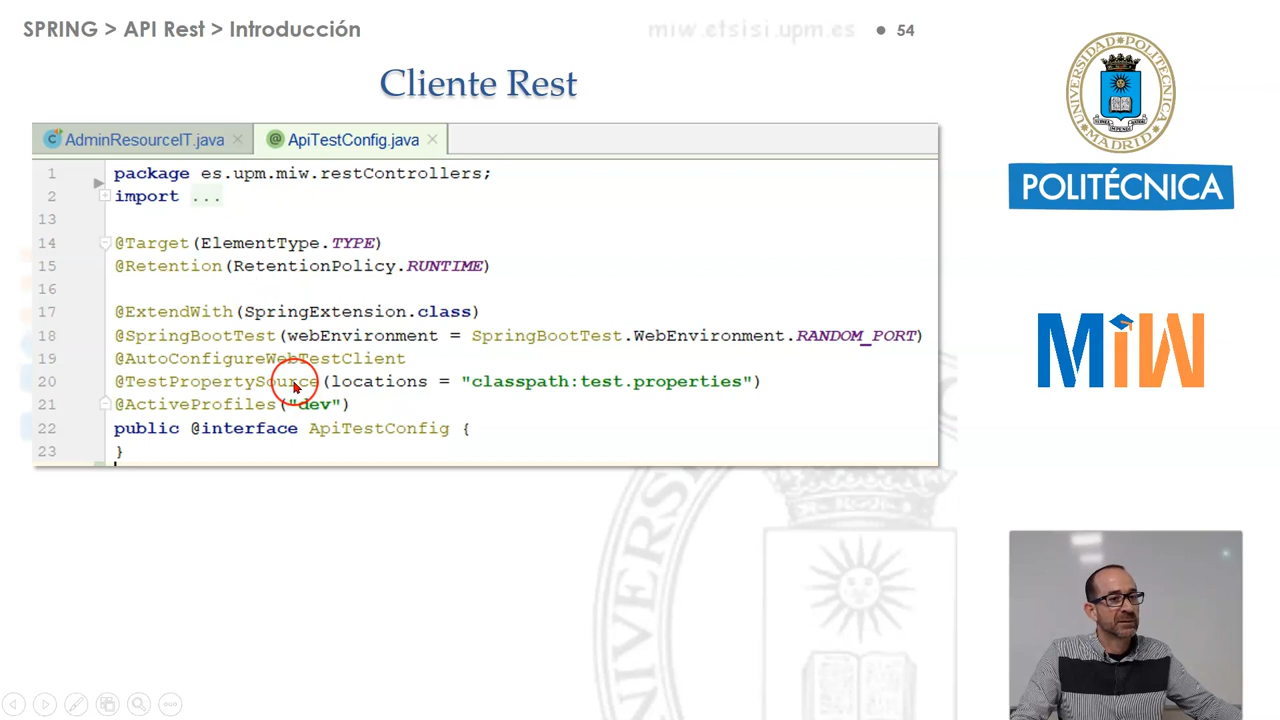 SPRING > API Rest > Introducción
miw.etsisi.upm.es
54
Cliente Rest
AdminResourceIT.java
ApiTestConfig.java
1 package es.upm.miw.restControllers;
2 import ...
13
14 @Target(ElementType.TYPE)
15 @Retention(RetentionPolicy.RUNTIME)
16
17 @ExtendWith(SpringExtension.class)
18 @SpringBootTest(webEnvironment = SpringBootTest.WebEnvironment.RANDOM_PORT)
19 @AutoConfigureWebTestClient
20 @TestPropertySource(locations = "classpath:test.properties")
21 @ActiveProfiles("dev")
22 public @interface ApiTestConfig {
23 }
UNIVERSIDAD POLITÉCNICA
MADRID
POLITÉCNICA
MiW